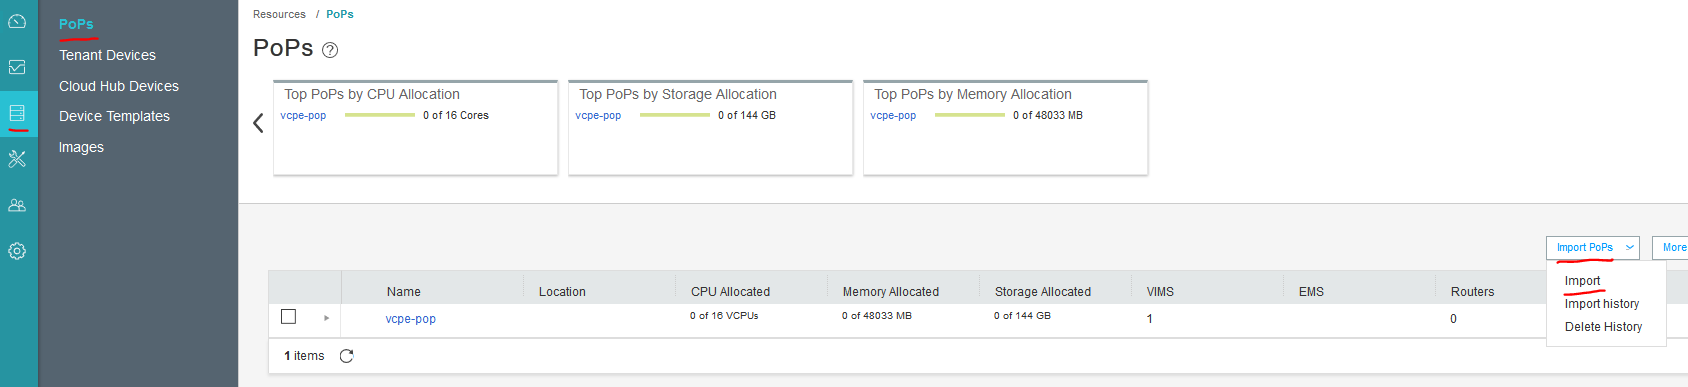 PoPs
Tenant Devices
Cloud Hub Devices
Device Templates
Images
Resources / PoPs
PoPs ?
Top PoPs by CPU Allocation
vcpe-pop 0 of 16 Cores
Top PoPs by Storage Allocation
vcpe-pop 0 of 144 GB
Top PoPs by Memory Allocation
vcpe-pop 0 of 48033 MB
Import PoPs More
Import
Import history
Delete History
Name Location CPU Allocated Memory Allocated Storage Allocated VIMS EMS Routers
vcpe-pop 0 of 16 VCPUs 0 of 48033 MB 0 of 144 GB 1 0
1 items